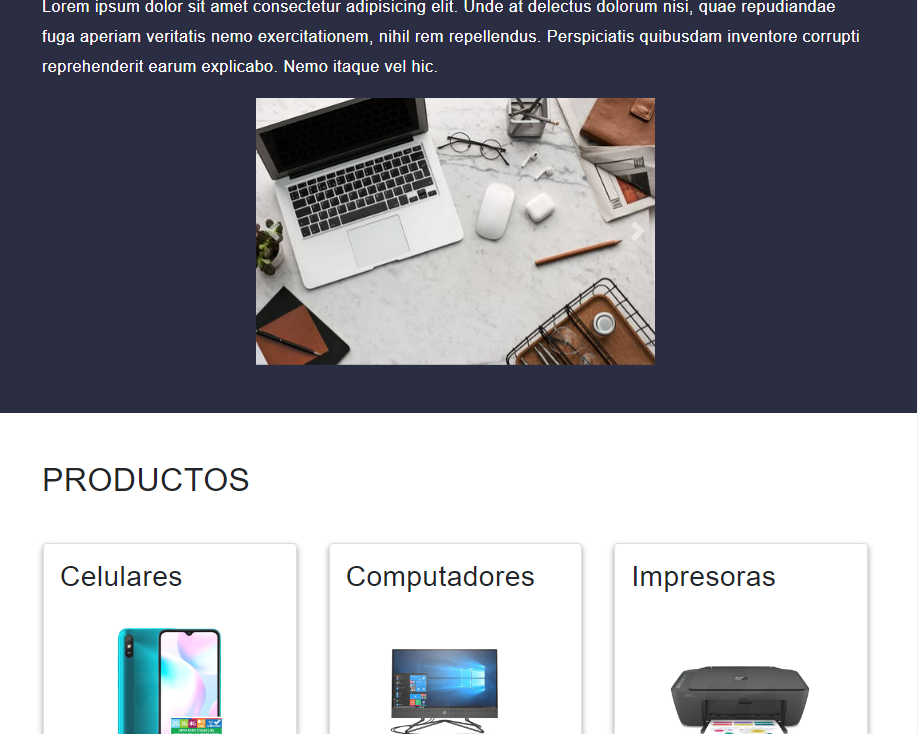 Lorem ipsum dolor sit amet consectetur adipisicing elit. Unde at delectus dolorum nisi, quae repudiandae
fuga aperiam veritatis nemo exercitationem, nihil rem repellendus. Perspiciatis quibusdam inventore corrupti
reprehenderit earum explicabo. Nemo itaque vel hic.
PRODUCTOS
Celulares
Computadores
Impresoras